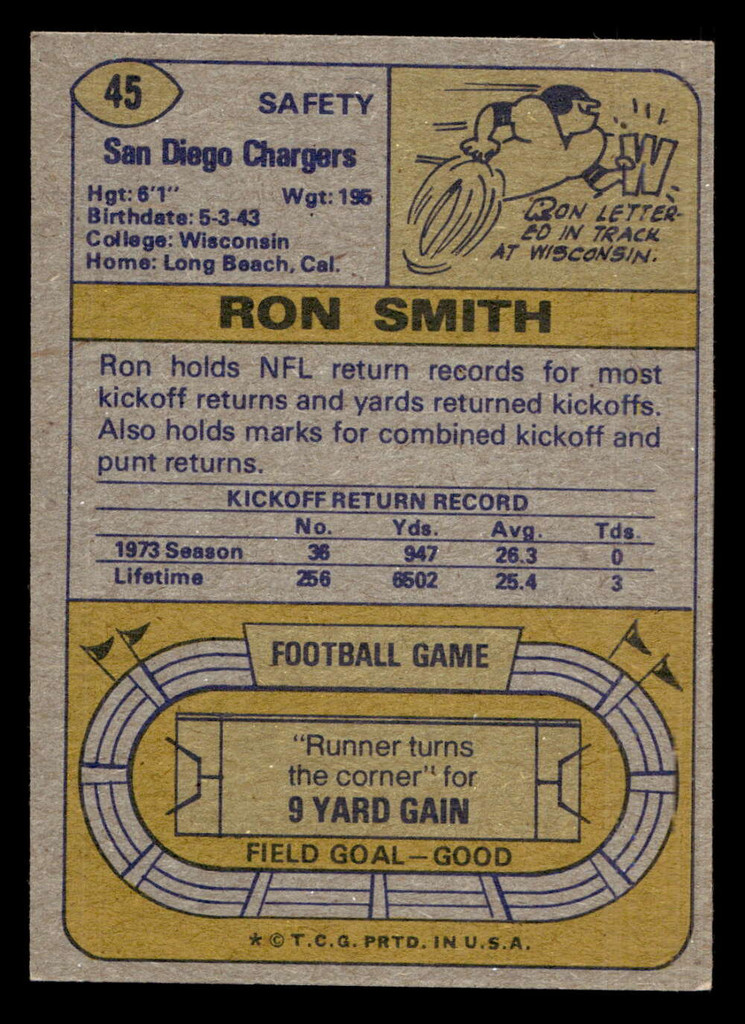 45
SAFETY
San Diego Chargers
Hgt: 6'1" Wgt: 195
Birthdate: 5-3-43
College: Wisconsin
Home: Long Beach, Cal.
W
RON LETTER-
ED IN TRACK
AT WISCONSIN.
RON SMITH
Ron holds NFL return records for most
kickoff returns and yards returned kickoffs.
Also holds marks for combined kickoff and
punt returns.
KICKOFF RETURN RECORD
No. Yds. Avg. Tds.
1973 Season 36 947 26.3 0
Lifetime 256 6502 25.4 3
FOOTBALL GAME
"Runner turns
the corner" for
9 YARD GAIN
FIELD GOAL—GOOD
* © T.C.G. PRTD. IN U.S.A.